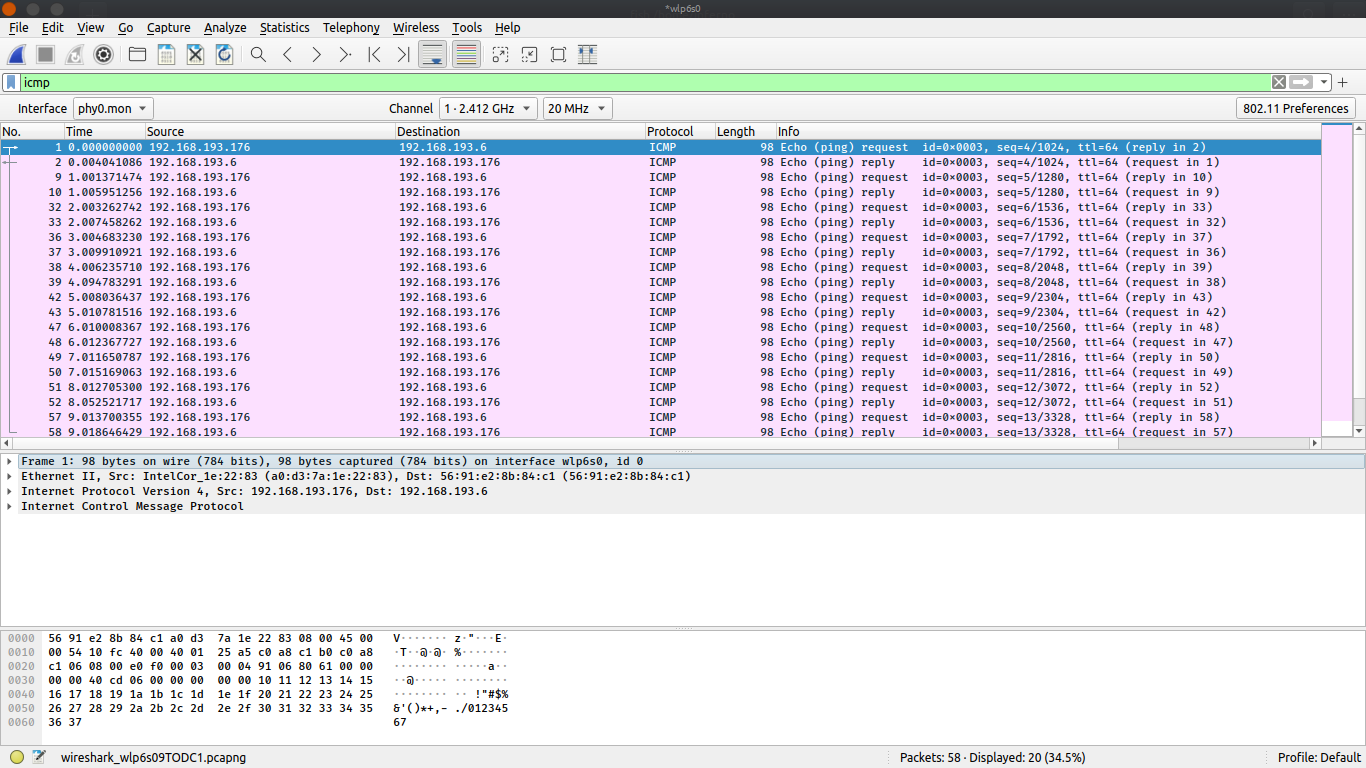 *wlp6s0
File Edit View Go Capture Analyze Statistics Telephony Wireless Tools Help
icmp
Interface phy0.mon Channel 1 · 2.412 GHz 20 MHz 802.11 Preferences
No. Time Source Destination Protocol Length Info
1 0.000000000 192.168.193.176 192.168.193.6 ICMP 98 Echo (ping) request id=0×0003, seq=4/1024, ttl=64 (reply in 2)
2 0.004041086 192.168.193.6 192.168.193.176 ICMP 98 Echo (ping) reply id=0×0003, seq=4/1024, ttl=64 (request in 1)
9 1.001371474 192.168.193.176 192.168.193.6 ICMP 98 Echo (ping) request id=0×0003, seq=5/1280, ttl=64 (reply in 10)
10 1.005951256 192.168.193.6 192.168.193.176 ICMP 98 Echo (ping) reply id=0×0003, seq=5/1280, ttl=64 (request in 9)
32 2.003262742 192.168.193.176 192.168.193.6 ICMP 98 Echo (ping) request id=0×0003, seq=6/1536, ttl=64 (reply in 33)
33 2.007458262 192.168.193.6 192.168.193.176 ICMP 98 Echo (ping) reply id=0×0003, seq=6/1536, ttl=64 (request in 32)
36 3.004683230 192.168.193.176 192.168.193.6 ICMP 98 Echo (ping) request id=0×0003, seq=7/1792, ttl=64 (reply in 37)
37 3.009910921 192.168.193.6 192.168.193.176 ICMP 98 Echo (ping) reply id=0×0003, seq=7/1792, ttl=64 (request in 36)
38 4.006235710 192.168.193.176 192.168.193.6 ICMP 98 Echo (ping) request id=0×0003, seq=8/2048, ttl=64 (reply in 39)
39 4.094783291 192.168.193.6 192.168.193.176 ICMP 98 Echo (ping) reply id=0×0003, seq=8/2048, ttl=64 (request in 38)
42 5.008036437 192.168.193.176 192.168.193.6 ICMP 98 Echo (ping) request id=0×0003, seq=9/2304, ttl=64 (reply in 43)
43 5.010781516 192.168.193.6 192.168.193.176 ICMP 98 Echo (ping) reply id=0×0003, seq=9/2304, ttl=64 (request in 42)
47 6.010008367 192.168.193.176 192.168.193.6 ICMP 98 Echo (ping) request id=0×0003, seq=10/2560, ttl=64 (reply in 48)
48 6.012367727 192.168.193.6 192.168.193.176 ICMP 98 Echo (ping) reply id=0×0003, seq=10/2560, ttl=64 (request in 47)
49 7.011650787 192.168.193.176 192.168.193.6 ICMP 98 Echo (ping) request id=0×0003, seq=11/2816, ttl=64 (reply in 50)
50 7.015169063 192.168.193.6 192.168.193.176 ICMP 98 Echo (ping) reply id=0×0003, seq=11/2816, ttl=64 (request in 49)
51 8.012705300 192.168.193.176 192.168.193.6 ICMP 98 Echo (ping) request id=0×0003, seq=12/3072, ttl=64 (reply in 52)
52 8.052521717 192.168.193.6 192.168.193.176 ICMP 98 Echo (ping) reply id=0×0003, seq=12/3072, ttl=64 (request in 51)
57 9.013700355 192.168.193.176 192.168.193.6 ICMP 98 Echo (ping) request id=0×0003, seq=13/3328, ttl=64 (reply in 58)
58 9.018646429 192.168.193.6 192.168.193.176 ICMP 98 Echo (ping) reply id=0×0003, seq=13/3328, ttl=64 (request in 57)
Frame 1: 98 bytes on wire (784 bits), 98 bytes captured (784 bits) on interface wlp6s0, id 0
Ethernet II, Src: IntelCor_1e:22:83 (a0:d3:7a:1e:22:83), Dst: 56:91:e2:8b:84:c1 (56:91:e2:8b:84:c1)
Internet Protocol Version 4, Src: 192.168.193.176, Dst: 192.168.193.6
Internet Control Message Protocol
0000 56 91 e2 8b 84 c1 a0 d3 7a 1e 22 83 08 00 45 00 V······· z·"···E·
0010 00 54 10 fc 40 00 40 01 25 a5 c0 a8 c1 b0 c0 a8 ·T··@·@· %·······
0020 c1 06 08 00 e0 f0 00 03 00 04 91 06 80 61 00 00 ········ ·····a··
0030 00 00 40 cd 06 00 00 00 00 00 10 11 12 13 14 15 ··@····· ········
0040 16 17 18 19 1a 1b 1c 1d 1e 1f 20 21 22 23 24 25 ········ ·· !"#$%
0050 26 27 28 29 2a 2b 2c 2d 2e 2f 30 31 32 33 34 35 &'()*+,- ./012345
0060 36 37 67
wireshark_wlp6s09TODC1.pcapng Packets: 58 · Displayed: 20 (34.5%) Profile: Default